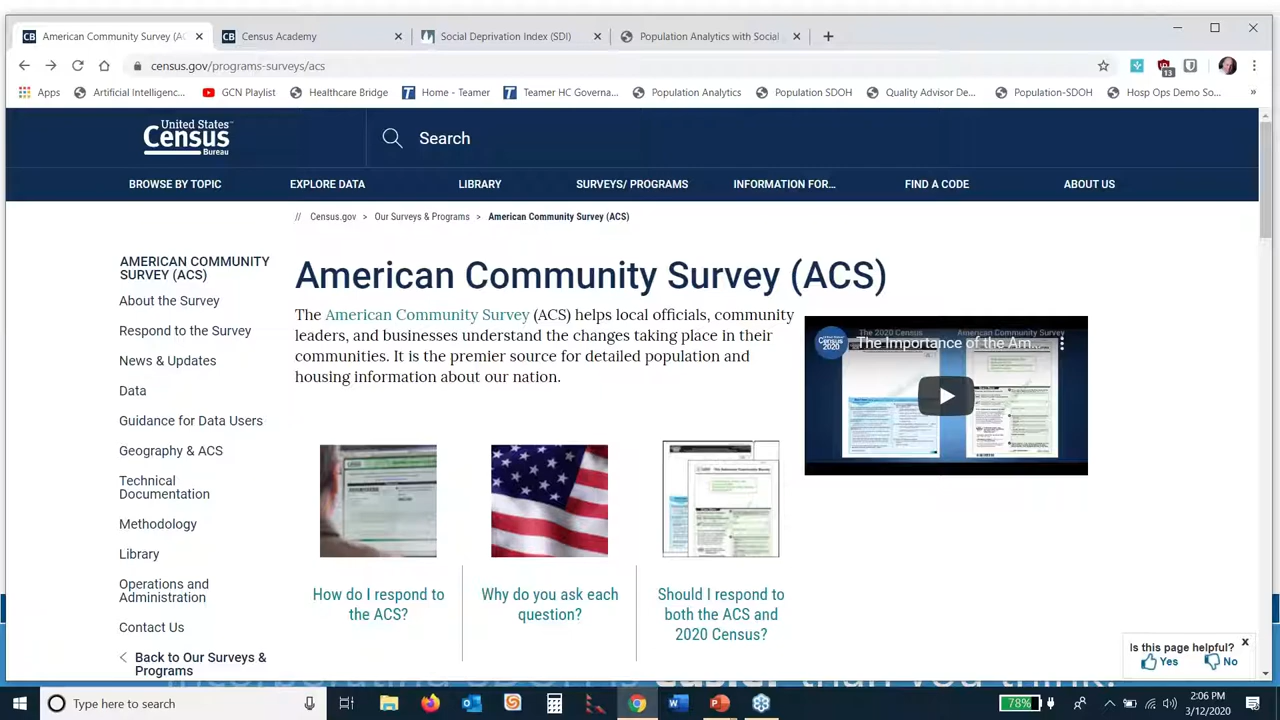 American Community Survey (AC
Census Academy
Social Deprivation Index (SDI)
Population Analytics with Social
census.gov/programs-surveys/acs
13
Apps
Artificial Intelligenc...
GCN Playlist
Healthcare Bridge
Home - Teamer
Teamer HC Governa...
Population Analytics
Population SDOH
Quality Advisor De...
Population-SDOH
Hosp Ops Demo So...
United States
Census
Bureau
Search
BROWSE BY TOPIC
EXPLORE DATA
LIBRARY
SURVEYS/ PROGRAMS
INFORMATION FOR...
FIND A CODE
ABOUT US
// Census.gov > Our Surveys & Programs > American Community Survey (ACS)
AMERICAN COMMUNITY
SURVEY (ACS)
About the Survey
Respond to the Survey
News & Updates
Data
Guidance for Data Users
Geography & ACS
Technical
Documentation
Methodology
Library
Operations and
Administration
Contact Us
Back to Our Surveys &
Programs
American Community Survey (ACS)
The American Community Survey (ACS) helps local officials, community
leaders, and businesses understand the changes taking place in their
communities. It is the premier source for detailed population and
housing information about our nation.
The 2020 Census
American Community Survey
The Importance of the Am...
How do I respond to
the ACS?
Why do you ask each
question?
Should I respond to
both the ACS and
2020 Census?
Is this page helpful?
X
Yes
No
Type here to search
78%
2:06 PM
3/12/2020